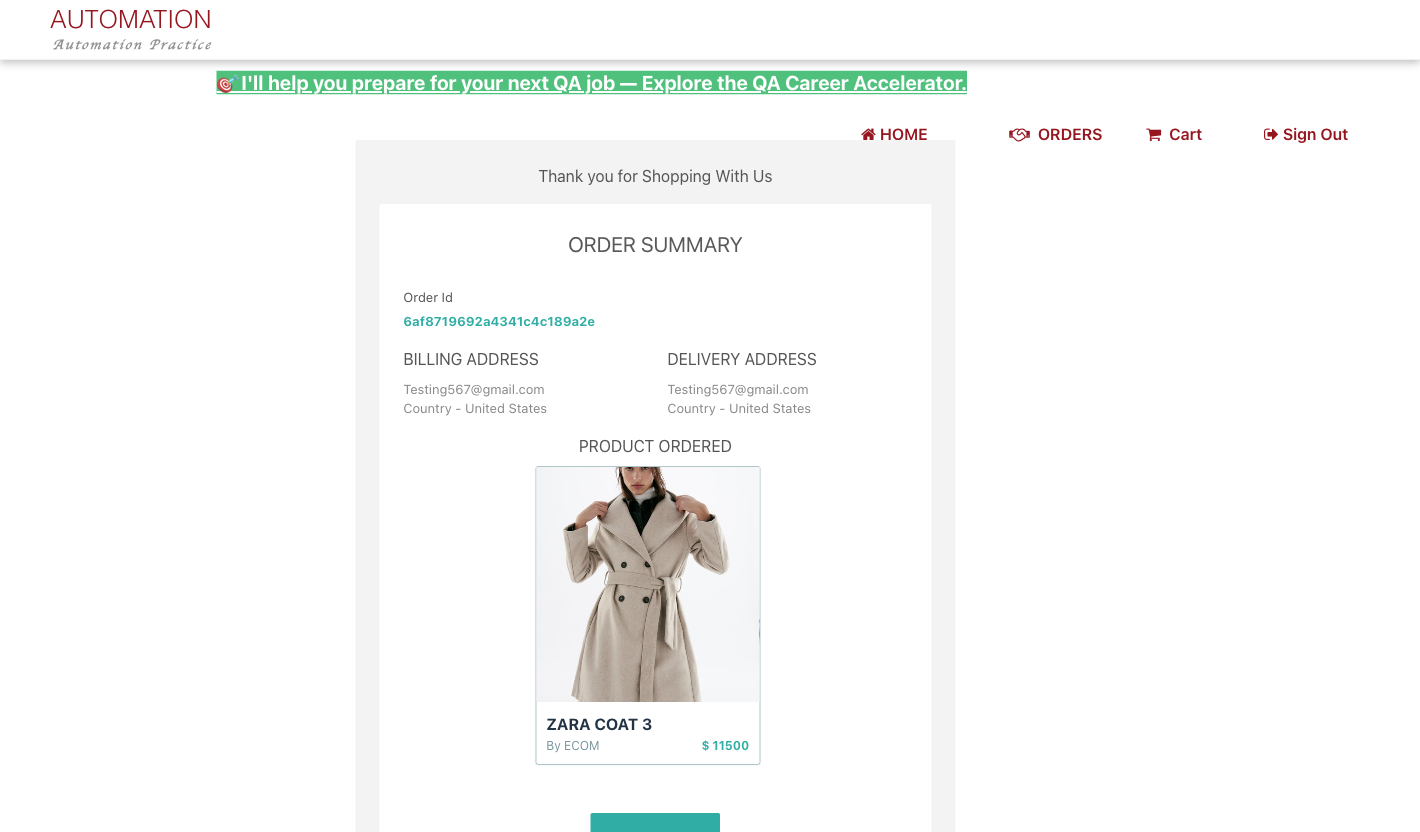 AUTOMATION
Automation Practice
🎯 I'll help you prepare for your next QA job — Explore the QA Career Accelerator.
HOME ORDERS Cart Sign Out
Thank you for Shopping With Us
ORDER SUMMARY
Order Id
6af8719692a4341c4c189a2e
BILLING ADDRESS DELIVERY ADDRESS
Testing567@gmail.com Testing567@gmail.com
Country - United States Country - United States
PRODUCT ORDERED
ZARA COAT 3
By ECOM $ 11500